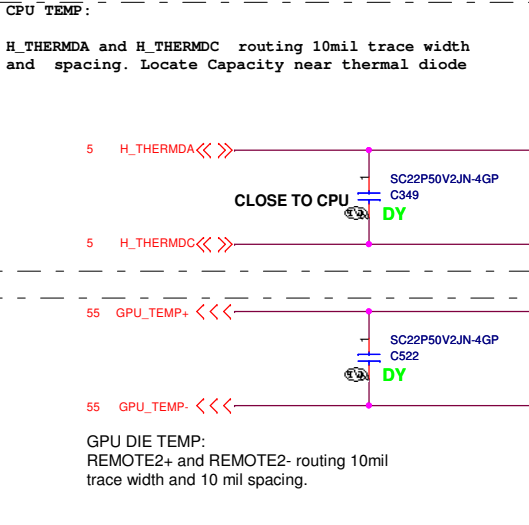 CPU TEMP:
H_THERMDA and H_THERMDC routing 10mil trace width
and spacing. Locate Capacity near thermal diode
5 H_THERMDA
1
SC22P50V2JN-4GP
C349
CLOSE TO CPU
DY
5 H_THERMDC
55 GPU_TEMP+
1
SC22P50V2JN-4GP
C522
DY
55 GPU_TEMP-
GPU DIE TEMP:
REMOTE2+ and REMOTE2- routing 10mil
trace width and 10 mil spacing.